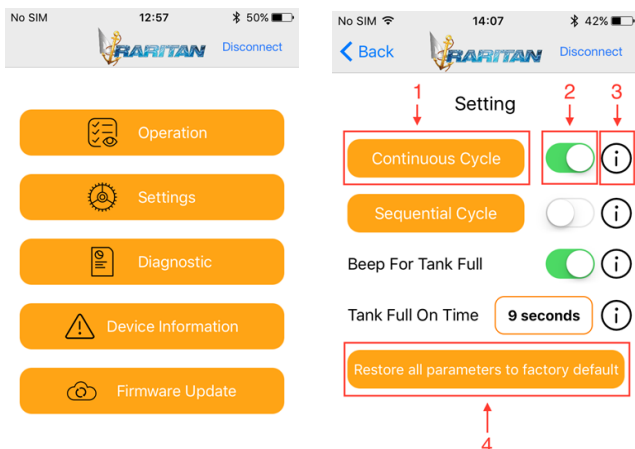 No SIM 12:57 50%
RARITAN Disconnect
Operation
Settings
Diagnostic
Device Information
Firmware Update
No SIM 14:07 42%
Back RARITAN Disconnect
1 2 3
Setting
Continuous Cycle
Sequential Cycle
Beep For Tank Full
Tank Full On Time 9 seconds
Restore all parameters to factory default
4